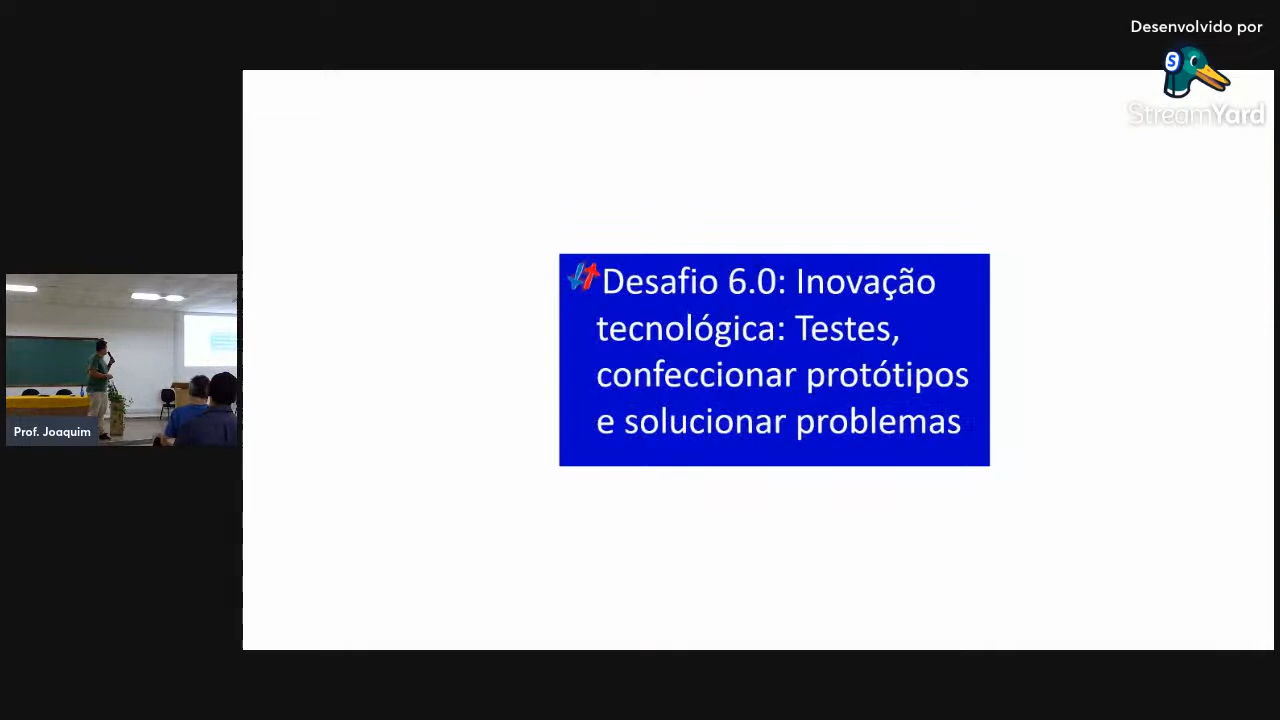 Desenvolvido por
StreamYard
Desafio 6.0: Inovação
tecnológica: Testes,
confeccionar protótipos
e solucionar problemas
Prof. Joaquim